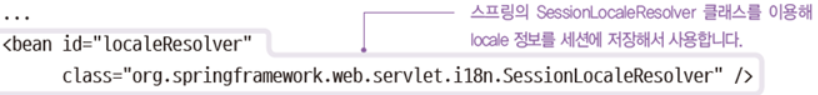 ...
스프링의 SessionLocaleResolver 클래스를 이용해
<bean id="localeResolver"
locale 정보를 세션에 저장해서 사용합니다.
class="org.springframework.web.servlet.i18n.SessionLocaleResolver" />